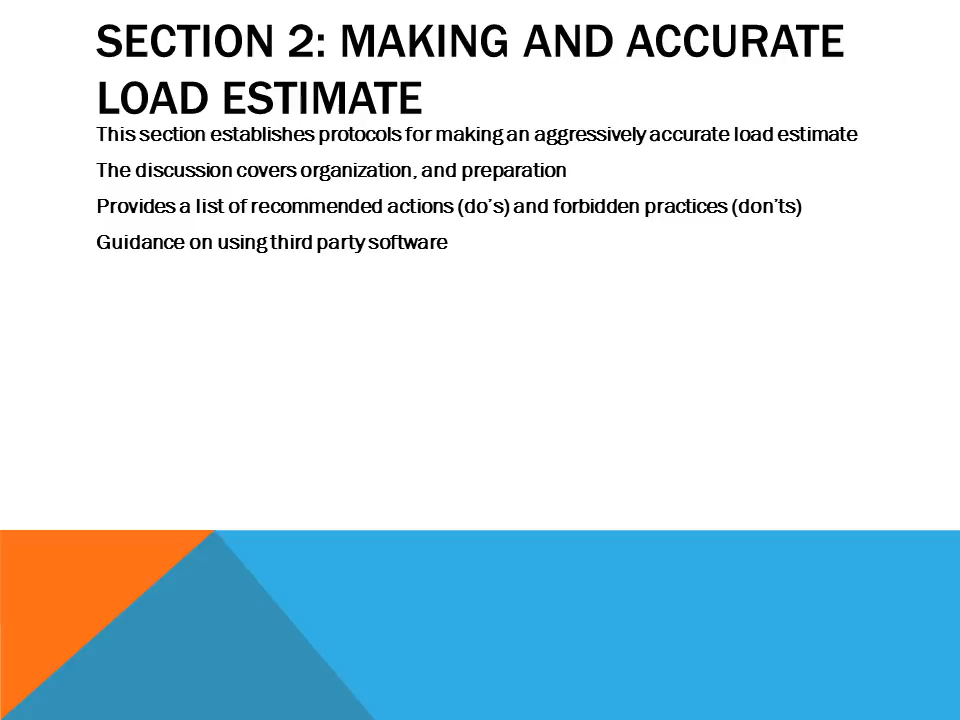 SECTION 2: MAKING AND ACCURATE
LOAD ESTIMATE
This section establishes protocols for making an aggressively accurate load estimate
The discussion covers organization, and preparation
Provides a list of recommended actions (do’s) and forbidden practices (don’ts)
Guidance on using third party software